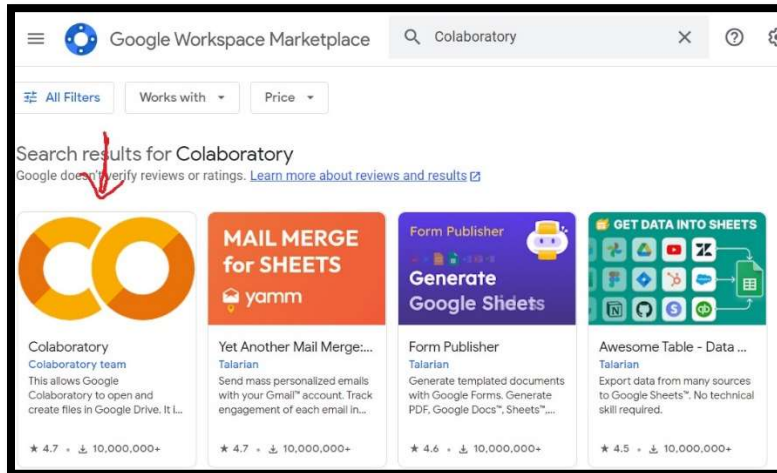 Google Workspace Marketplace
Colaboratory
All Filters
Works with
Price
Search results for Colaboratory
Google doesn't verify reviews or ratings. Learn more about reviews and results
MAIL MERGE
for SHEETS
yamm
Form Publisher
Generate
Google Sheets
GET DATA INTO SHEETS
Colaboratory
Colaboratory team
This allows Google
Colaboratory to open and
create files in Google Drive. It i...
4.7 • 10,000,000+
Yet Another Mail Merge:...
Talarian
Send mass personalized emails
with your Gmail™ account. Track
engagement of each email in...
4.7 • 10,000,000+
Form Publisher
Talarian
Generate templated documents
with Google Forms. Generate
PDF, Google Docs™, Sheets™,...
4.6 • 10,000,000+
Awesome Table - Data ...
Talarian
Export data from many sources
to Google Sheets™. No technical
skill required.
4.5 • 10,000,000+